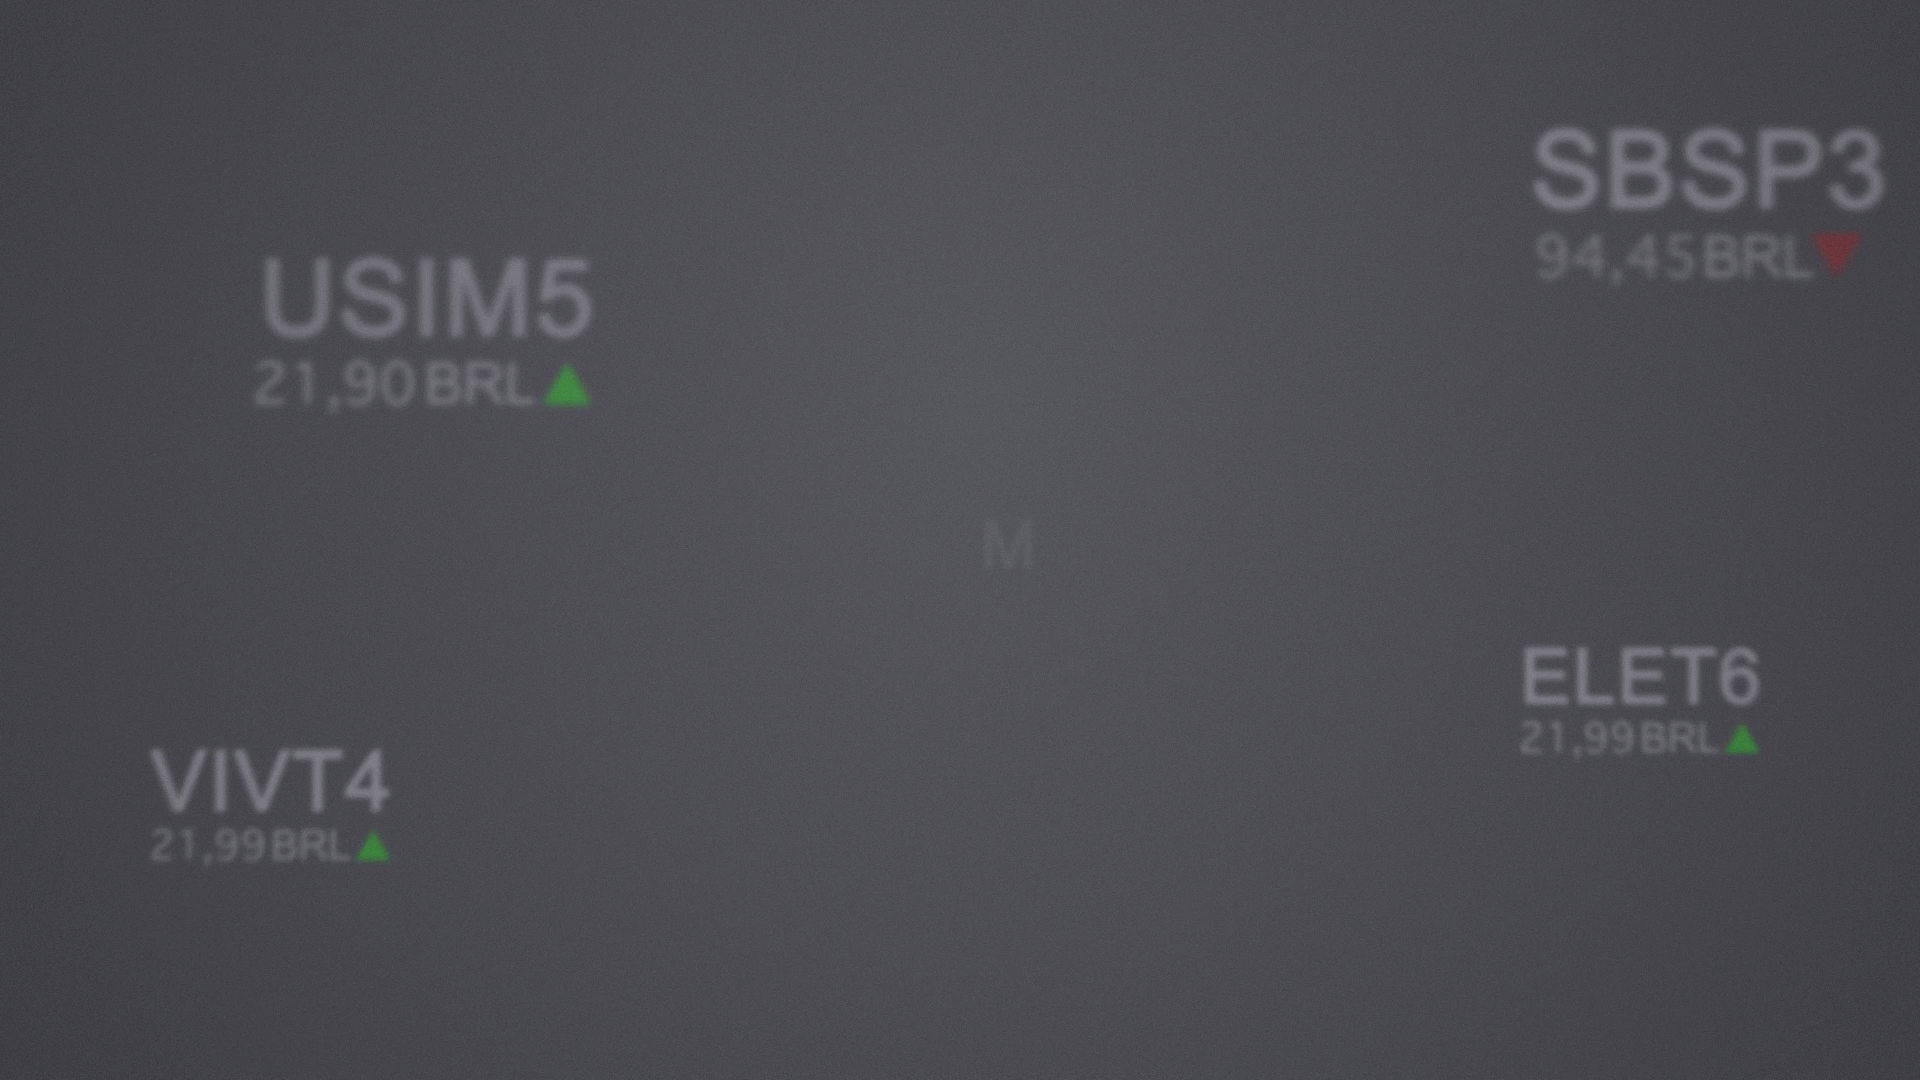 SBSP3
94,45 BRL
USIM5
21,90 BRL
M
ELET6
21,99 BRL
VIVT4
21,99 BRL